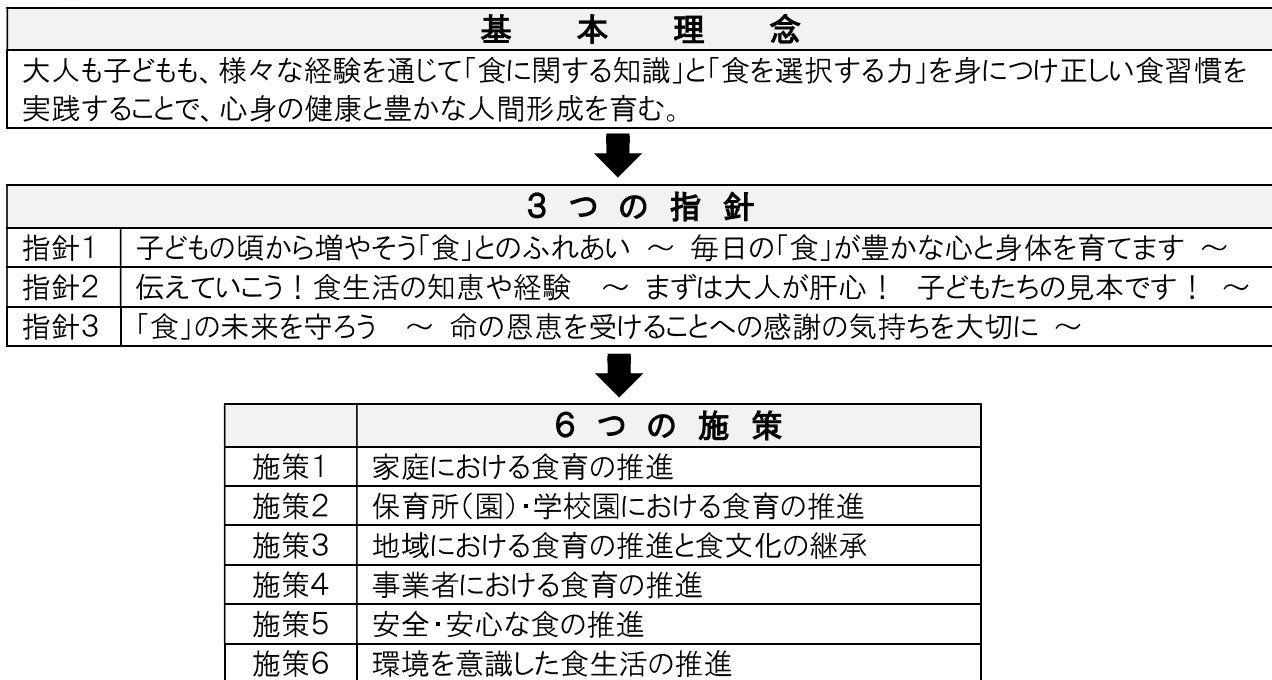 基本理念
大人も子どもも、様々な経験を通じて「食に関する知識」と「食を選択する力」を身につけ正しい食習慣を
実践することで、心身の健康と豊かな人間形成を育む。
３つの指針
指針１ 子どもの頃から増やそう「食」とのふれあい ～ 毎日の「食」が豊かな心と身体を育てます ～
指針２ 伝えていこう！食生活の知恵や経験 ～ まずは大人が肝心！ 子どもたちの見本です！ ～
指針３ 「食」の未来を守ろう ～ 命の恩恵を受けることへの感謝の気持ちを大切に ～
６つの施策
施策１ 家庭における食育の推進
施策２ 保育所（園）・学校園における食育の推進
施策３ 地域における食育の推進と食文化の継承
施策４ 事業者における食育の推進
施策５ 安全・安心な食の推進
施策６ 環境を意識した食生活の推進